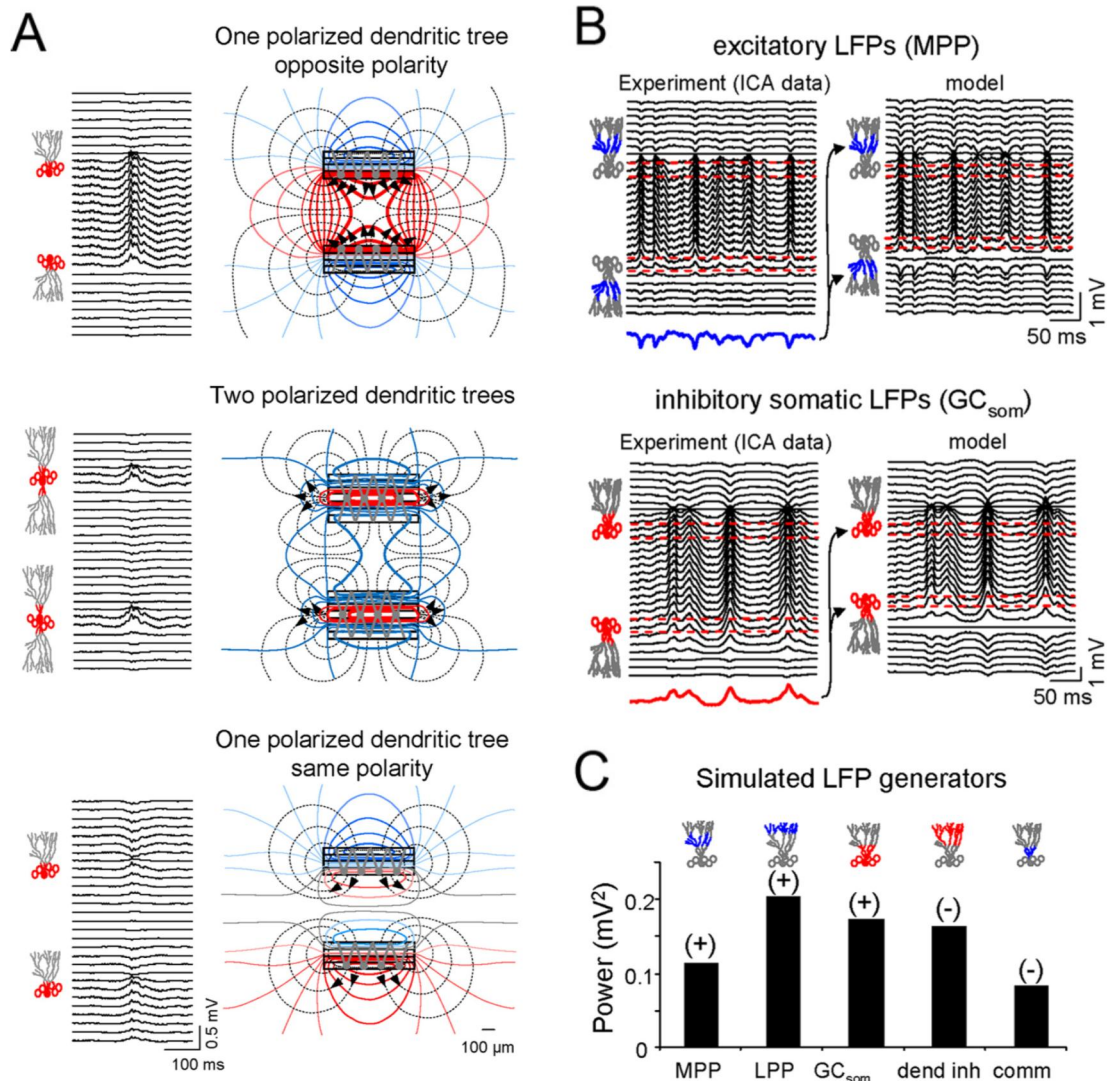 A
One polarized dendritic tree
opposite polarity
Two polarized dendritic trees
One polarized dendritic tree
same polarity
0.5 mV
100 ms
100 µm
B
excitatory LFPs (MPP)
Experiment (ICA data)
model
1 mV
50 ms
inhibitory somatic LFPs (GCsom)
Experiment (ICA data)
model
1 mV
50 ms
C
Simulated LFP generators
Power (mV²)
0.2
0.1
0
(+)
(+)
(+)
(-)
(-)
MPP LPP GCsom dend inh comm